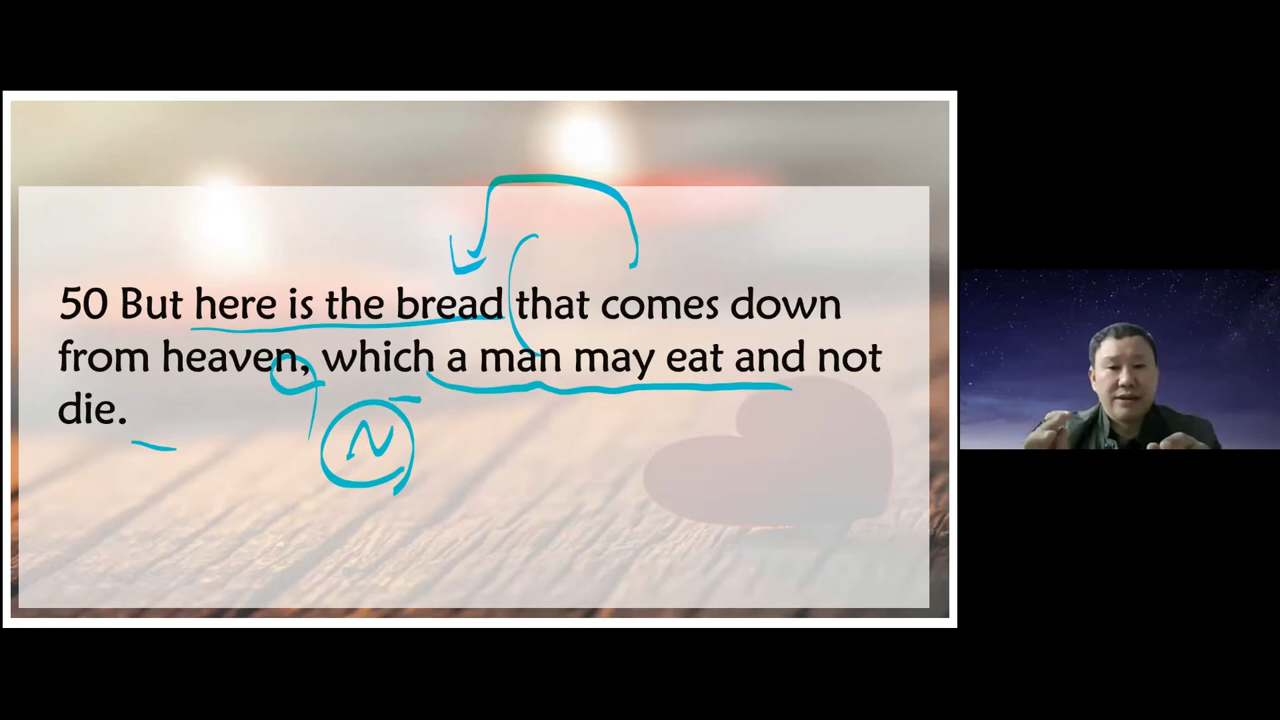 50 But here is the bread that comes down
from heaven, which a man may eat and not
die.
N